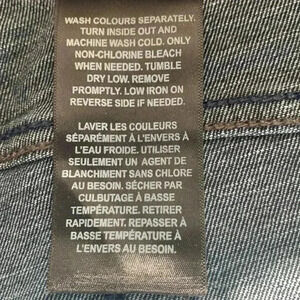 WASH COLOURS SEPARATELY.
TURN INSIDE OUT AND
MACHINE WASH COLD. ONLY
NON-CHLORINE BLEACH
WHEN NEEDED. TUMBLE
DRY LOW. REMOVE
PROMPTLY. LOW IRON ON
REVERSE SIDE IF NEEDED.
LAVER LES COULEURS
SÉPARÉMENT À L'ENVERS À
L'EAU FROIDE. UTILISER
SEULEMENT UN AGENT DE
BLANCHIMENT SANS CHLORE
AU BESOIN. SÉCHER PAR
CULBUTAGE À BASSE
TEMPÉRATURE. RETIRER
RAPIDEMENT. REPASSER À
BASSE TEMPÉRATURE À
L'ENVERS AU BESOIN.